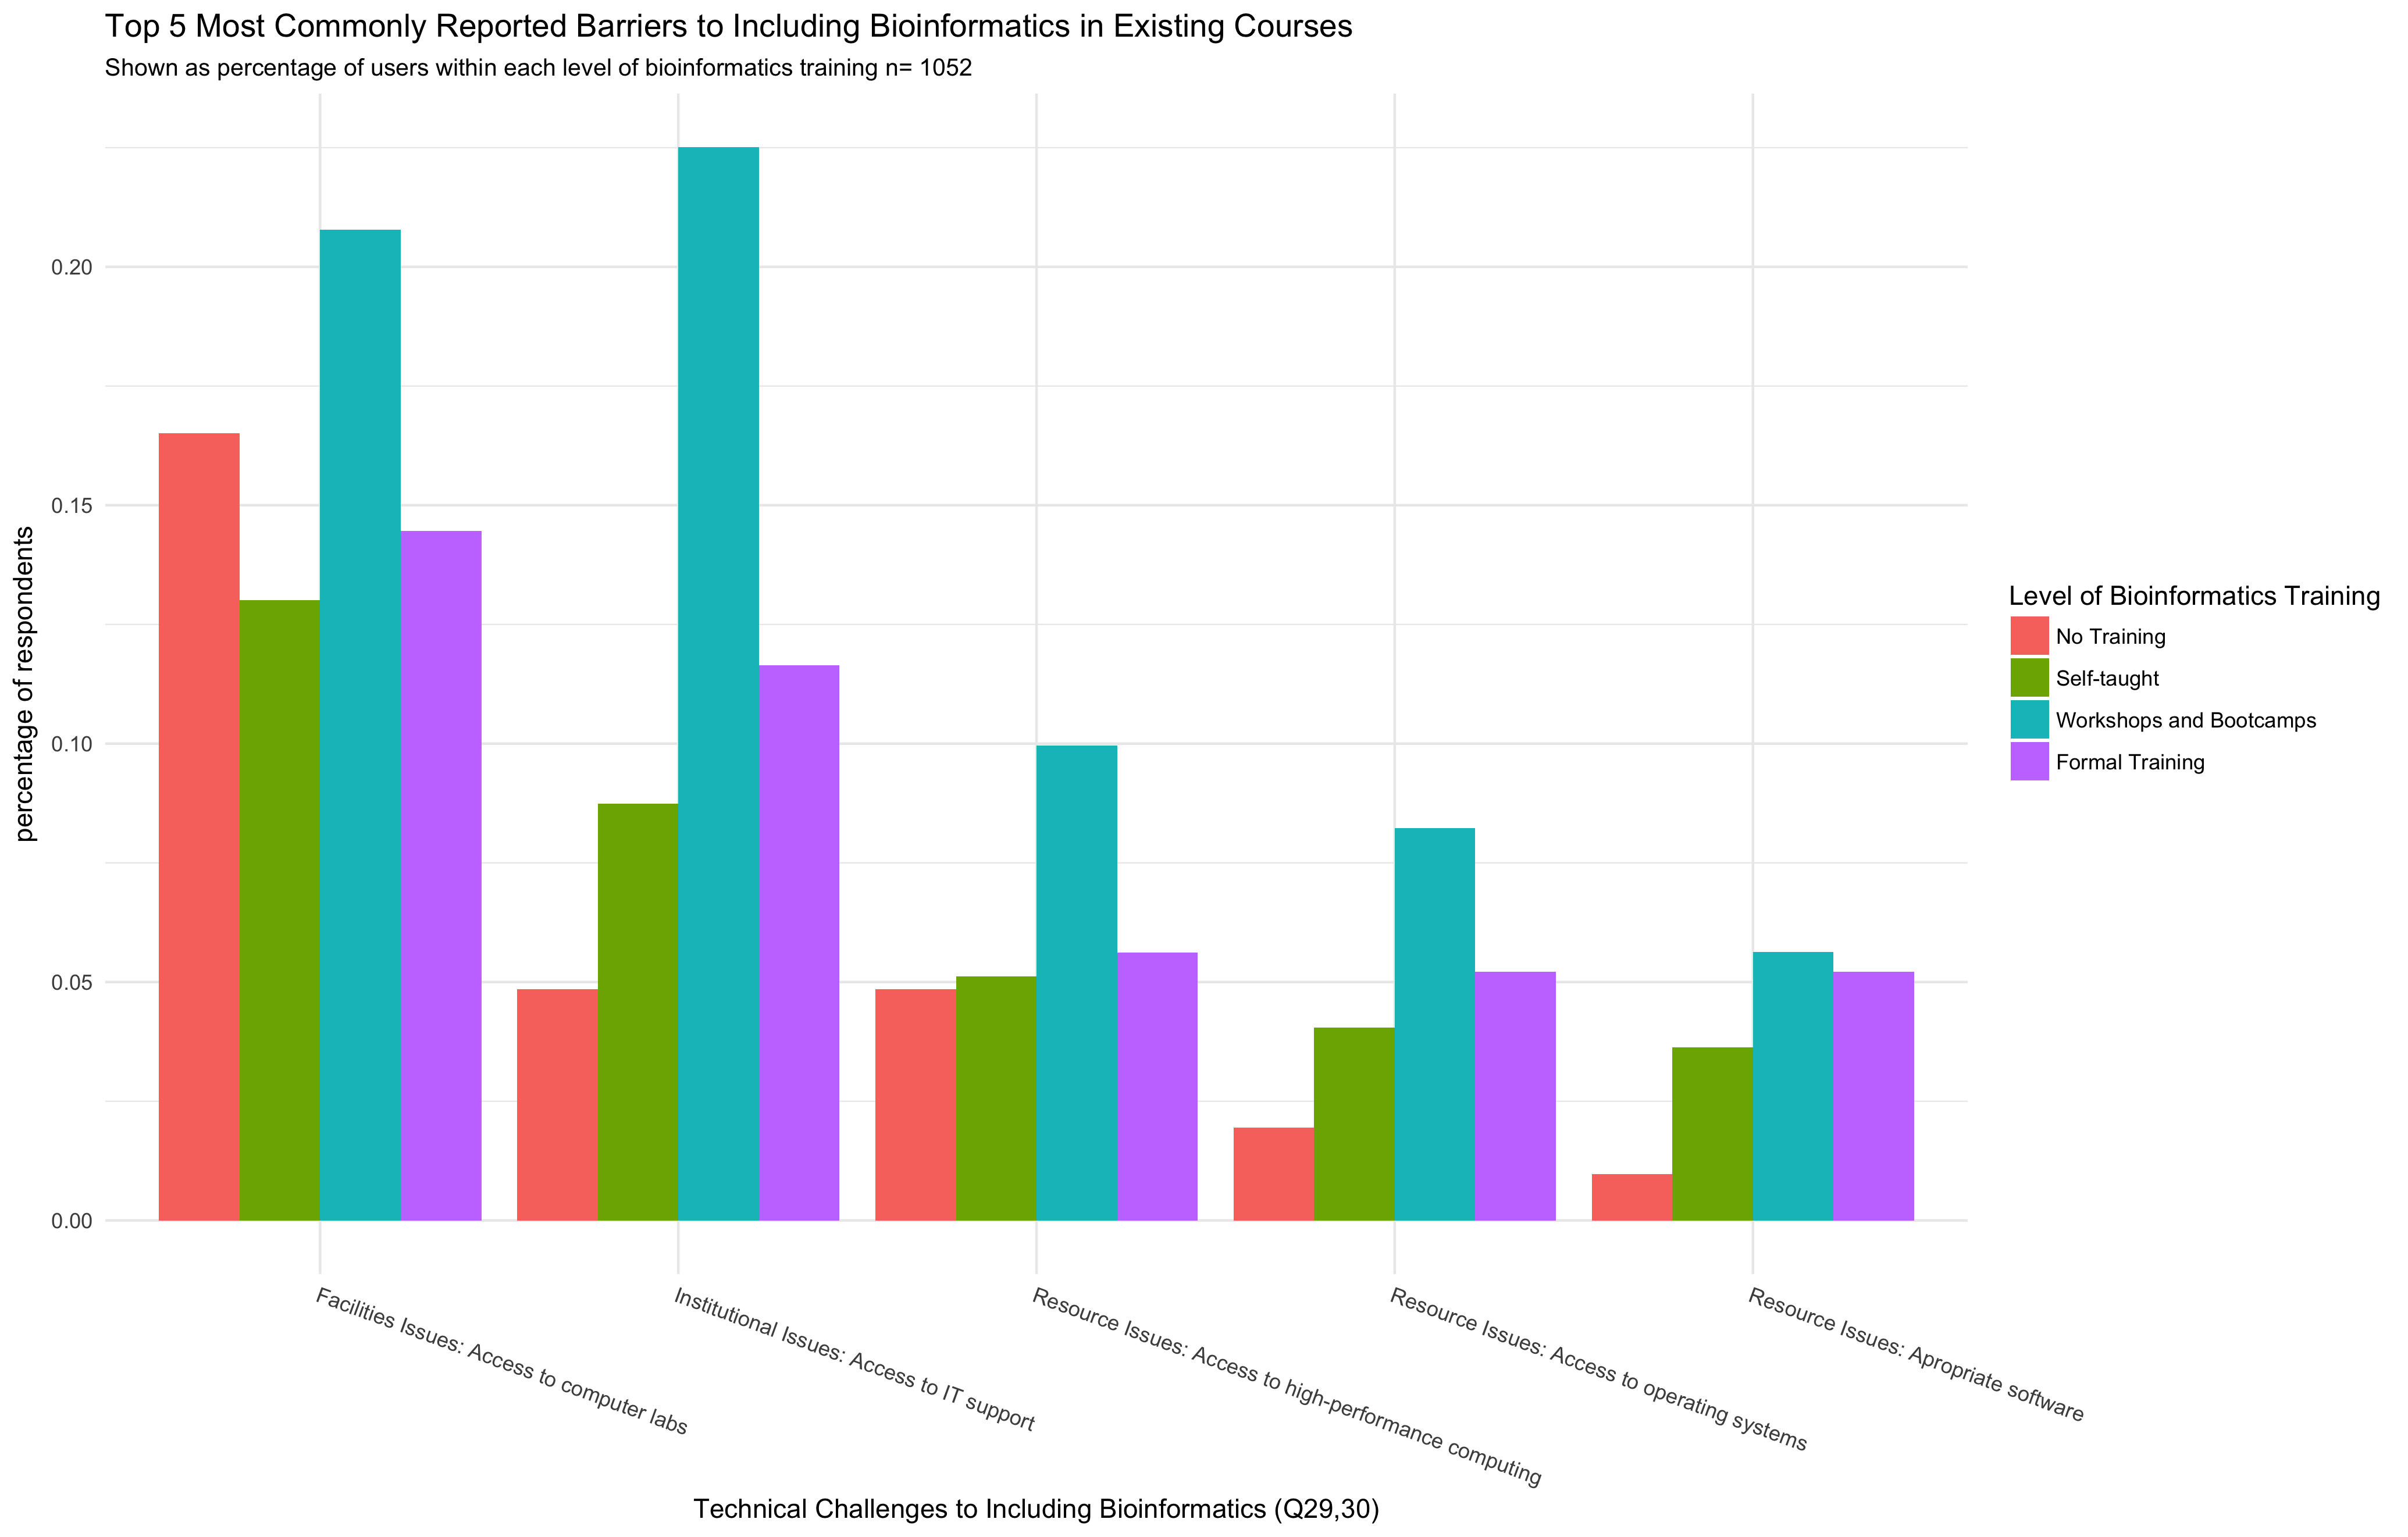 Top 5 Most Commonly Reported Barriers to Including Bioinformatics in Existing Courses
Shown as percentage of users within each level of bioinformatics training n= 1052
percentage of respondents
0.20
0.15
0.10
0.05
0.00
Facilities Issues: Access to computer labs
Institutional Issues: Access to IT support
Resource Issues: Access to high-performance computing
Resource Issues: Access to operating systems
Resource Issues: Apropriate software
Technical Challenges to Including Bioinformatics (Q29,30)
Level of Bioinformatics Training
No Training
Self-taught
Workshops and Bootcamps
Formal Training